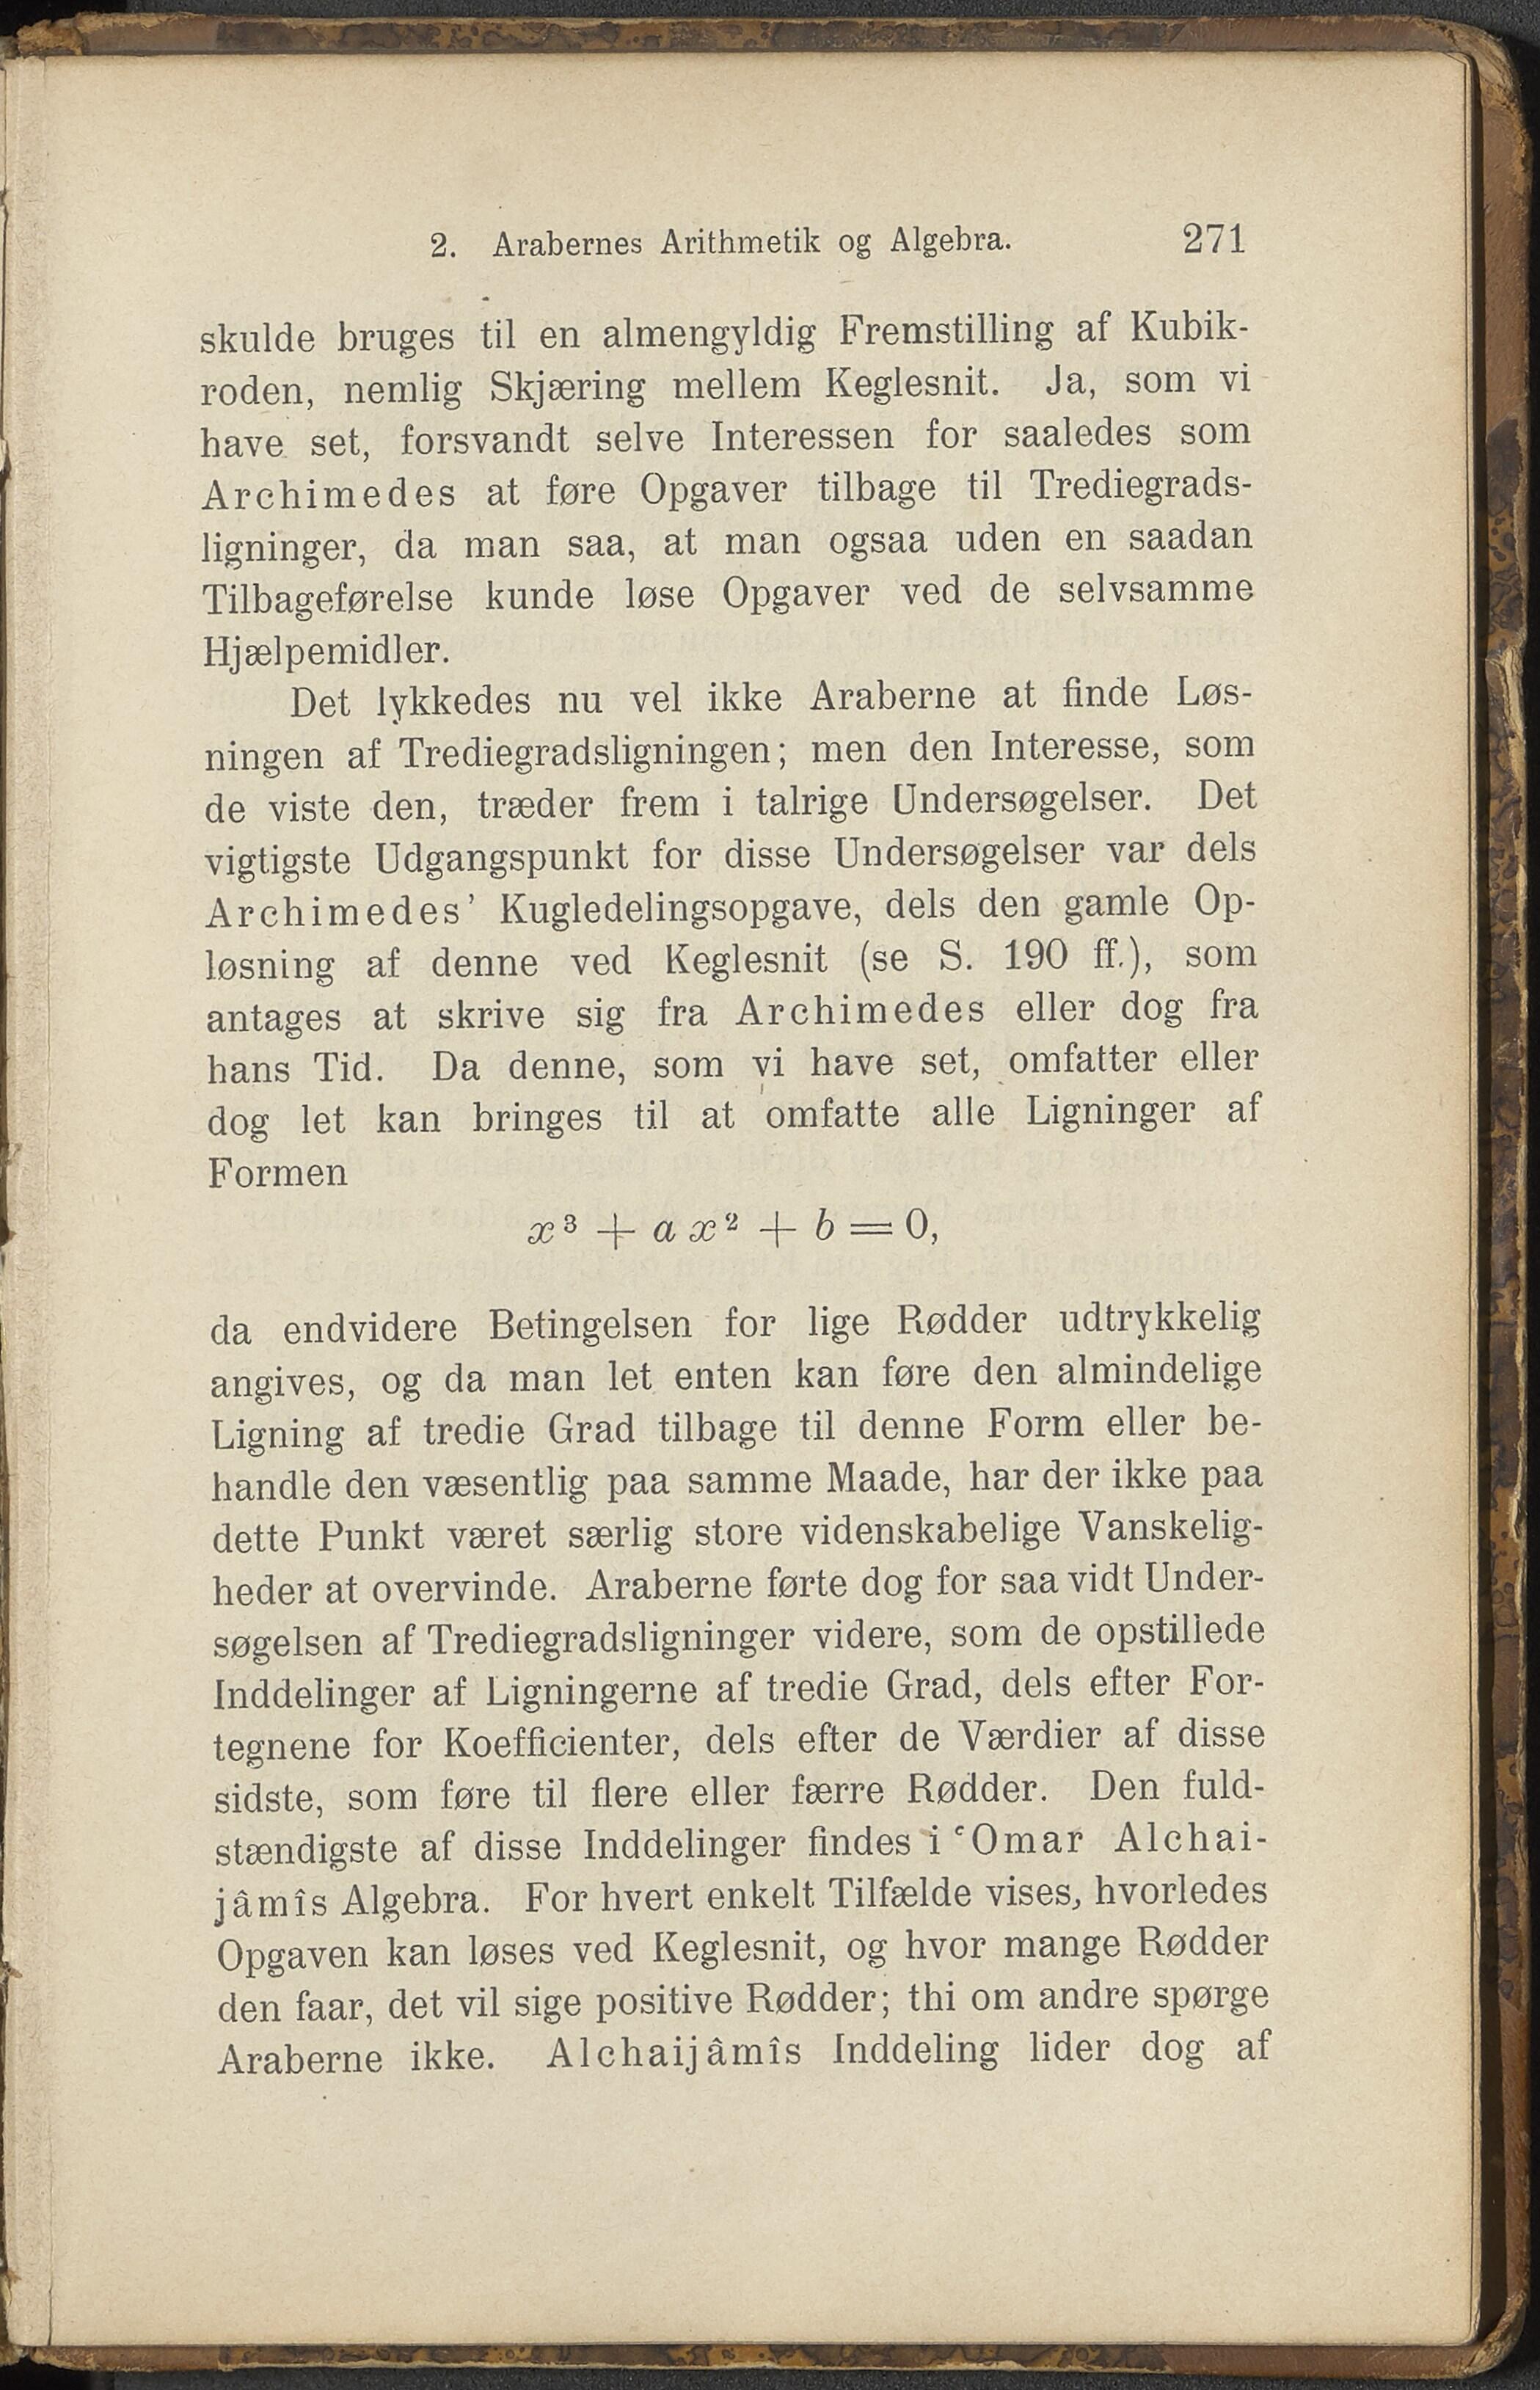 2. Arabernes Arithmetik og Algebra. 271
skulde bruges til en almengyldig Fremstilling af Kubik-
roden, nemlig Skjæring mellem Keglesnit. Ja, som vi
have set, forsvandt selve Interessen for saaledes som
Archimedes at føre Opgaver tilbage til Trediegrads-
ligninger, da man saa, at man ogsaa uden en saadan
Tilbageførelse kunde løse Opgaver ved de selvsamme
Hjælpemidler.
Det lykkedes nu vel ikke Araberne at finde Løs-
ningen af Trediegradsligningen; men den Interesse, som
de viste den, træder frem i talrige Undersøgelser. Det
vigtigste Udgangspunkt for disse Undersøgelser var dels
Archimedes' Kugledelingsopgave, dels den gamle Op-
løsning af denne ved Keglesnit (se S. 190 ff.), som
antages at skrive sig fra Archimedes eller dog fra
hans Tid. Da denne, som vi have set, omfatter eller
dog let kan bringes til at omfatte alle Ligninger af
Formen
x³ + a x² + b = 0,
da endvidere Betingelsen for lige Rødder udtrykkelig
angives, og da man let enten kan føre den almindelige
Ligning af tredie Grad tilbage til denne Form eller be-
handle den væsentlig paa samme Maade, har der ikke paa
dette Punkt været særlig store videnskabelige Vanskelig-
heder at overvinde. Araberne førte dog for saa vidt Under-
søgelsen af Trediegradsligninger videre, som de opstillede
Inddelinger af Ligningerne af tredie Grad, dels efter For-
tegnene for Koefficienter, dels efter de Værdier af disse
sidste, som føre til flere eller færre Rødder. Den fuld-
stændigste af disse Inddelinger findes i ʿOmar Alchai-
jâmîs Algebra. For hvert enkelt Tilfælde vises, hvorledes
Opgaven kan løses ved Keglesnit, og hvor mange Rødder
den faar, det vil sige positive Rødder; thi om andre spørge
Araberne ikke. Alchaijâmîs Inddeling lider dog af